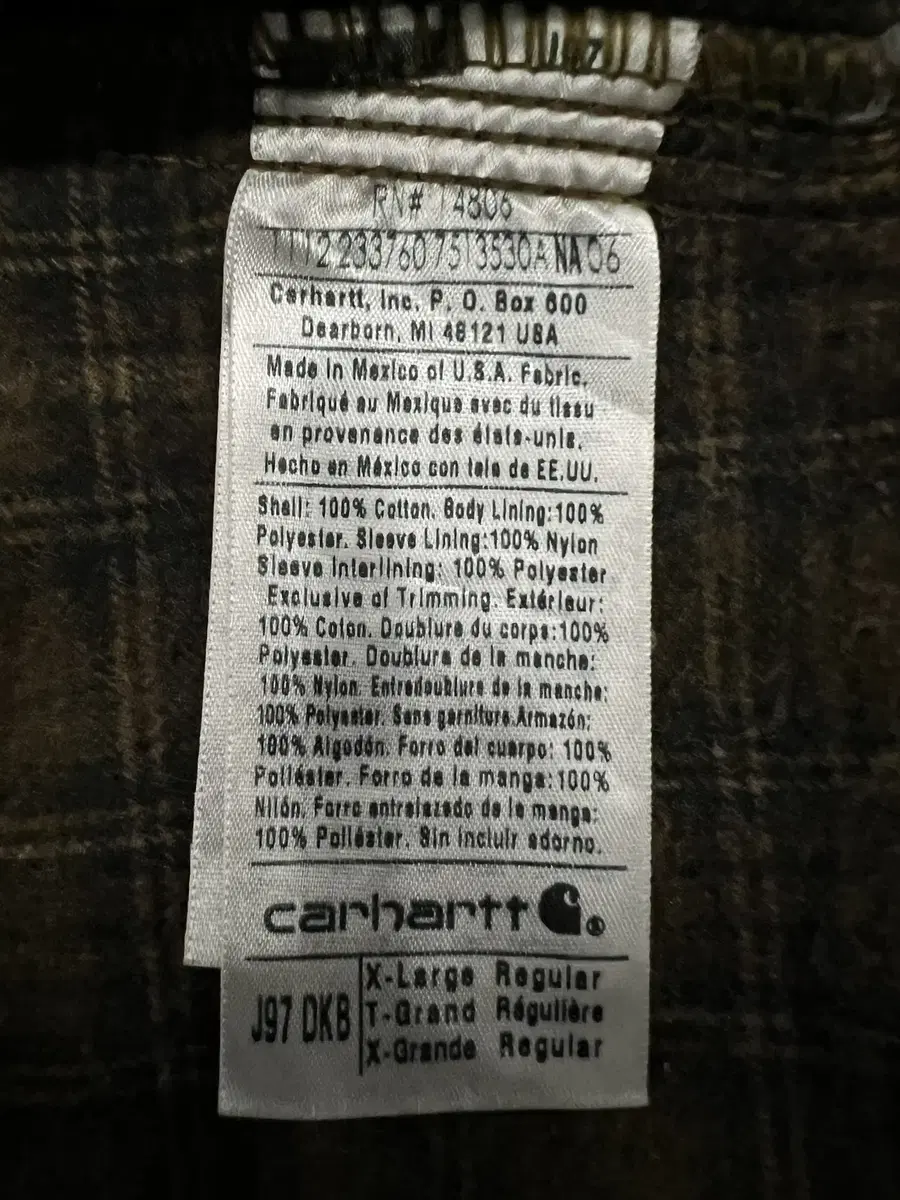 RN# 14806
1112 2337607513530A NA 06
Carhartt, Inc. P. O. Box 600
Dearborn, MI 48121 USA
Made in Mexico of U.S.A. Fabric.
Fabriqué au Mexique avec du tissu
en provenance des états-unis.
Hecho en México con tela de EE.UU.
Shell: 100% Cotton. Body Lining:100%
Polyester. Sleeve Lining:100% Nylon
Sleeve Interlining: 100% Polyester
Exclusive of Trimming. Extérieur:
100% Coton. Doublure du corps:100%
Polyester. Doublure de la manche:
100% Nylon. Entredoublure de la manche:
100% Polyester. Sans garniture.Armazón:
100% Algodón. Forro del cuerpo: 100%
Poliéster. Forro de la manga:100%
Nilón. Forro entrelazado de la manga:
100% Poliéster. Sin incluir adorno.
carhartt ®
J97 DKB
X-Large Regular
T-Grand Régulière
X-Grande Regular